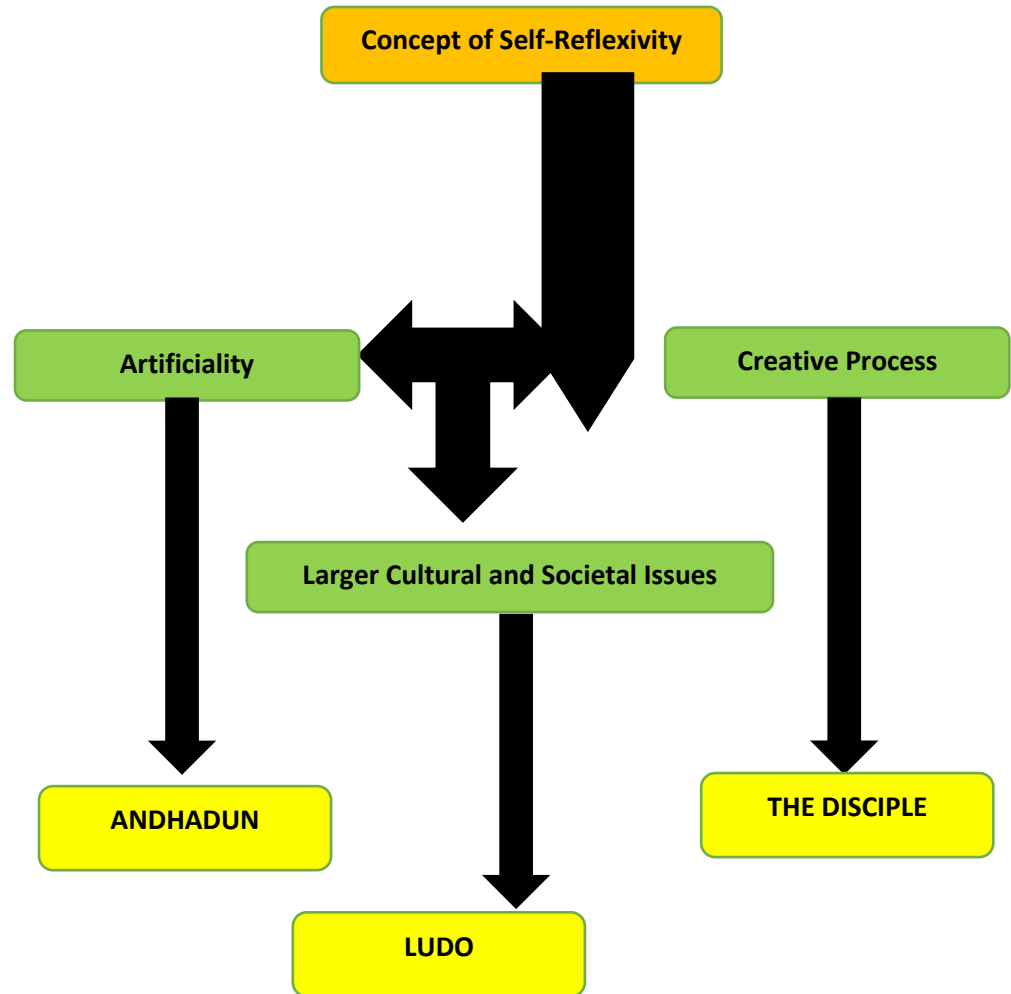 Concept of Self-Reflexivity
Artificiality
Creative Process
Larger Cultural and Societal Issues
ANDHADUN
THE DISCIPLE
LUDO